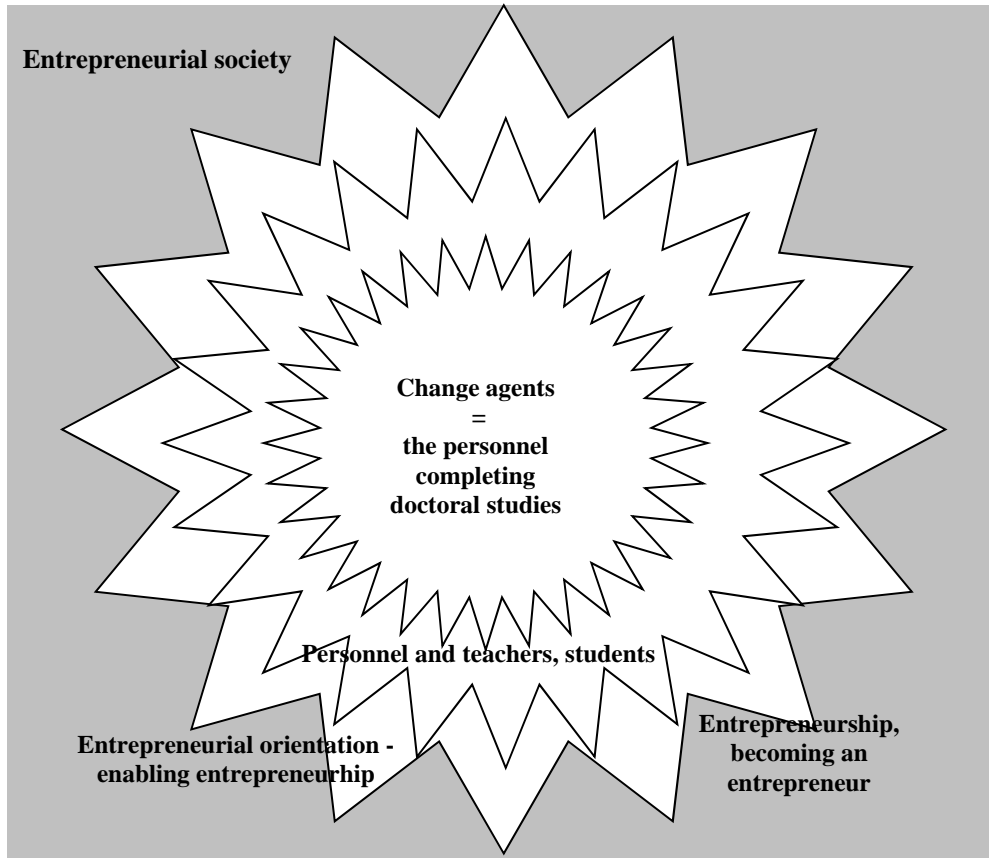 Entrepreneurial society
Change agents
=
the personnel
completing
doctoral studies
Personnel and teachers, students
Entrepreneurial orientation -
enabling entrepreneurhip
Entrepreneurship,
becoming an
entrepreneur